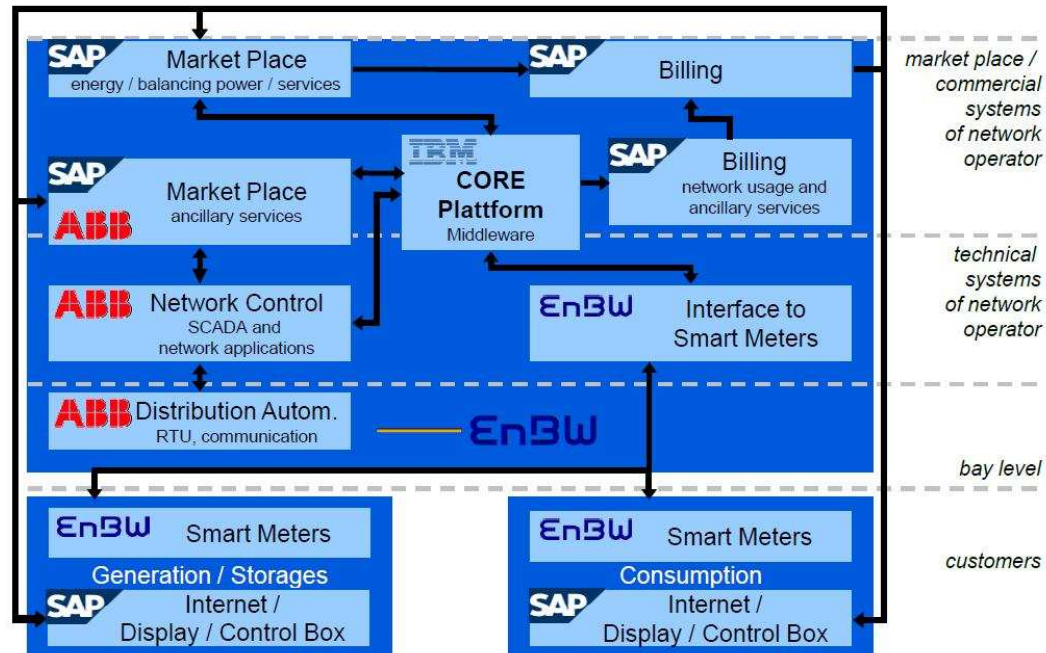 SAP
Market Place
energy / balancing power / services
SAP
Billing
market place /
commercial
systems
of network
operator
SAP
ABB
Market Place
ancillary services
IBM
CORE
Plattform
Middleware
SAP
Billing
network usage and
ancillary services
technical
systems
of network
operator
ABB
Network Control
SCADA and
network applications
EnBW
Interface to
Smart Meters
ABB
Distribution Autom.
RTU, communication
EnBW
bay level
EnBW
Smart Meters
Generation / Storages
SAP
Internet /
Display / Control Box
EnBW
Smart Meters
Consumption
SAP
Internet /
Display / Control Box
customers